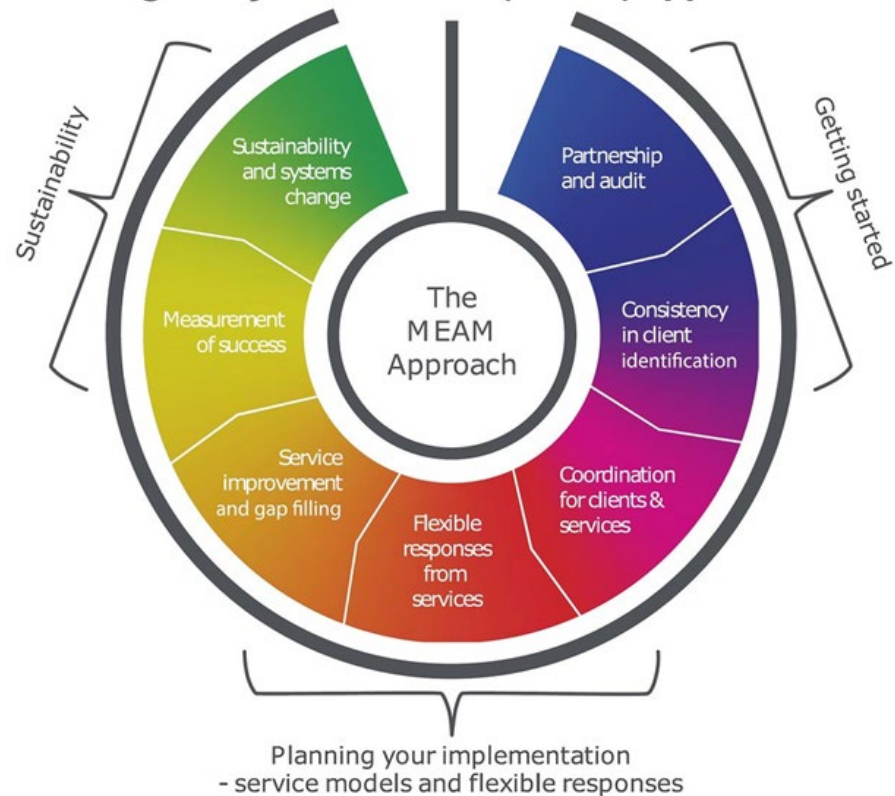 The
MEAM
Approach
Getting started
Partnership
and audit
Consistency
in client
identification
Coordination
for clients &
services
Planning your implementation
- service models and flexible responses
Flexible
responses
from
services
Service
improvement
and gap filling
Sustainability
Measurement
of success
Sustainability
and systems
change